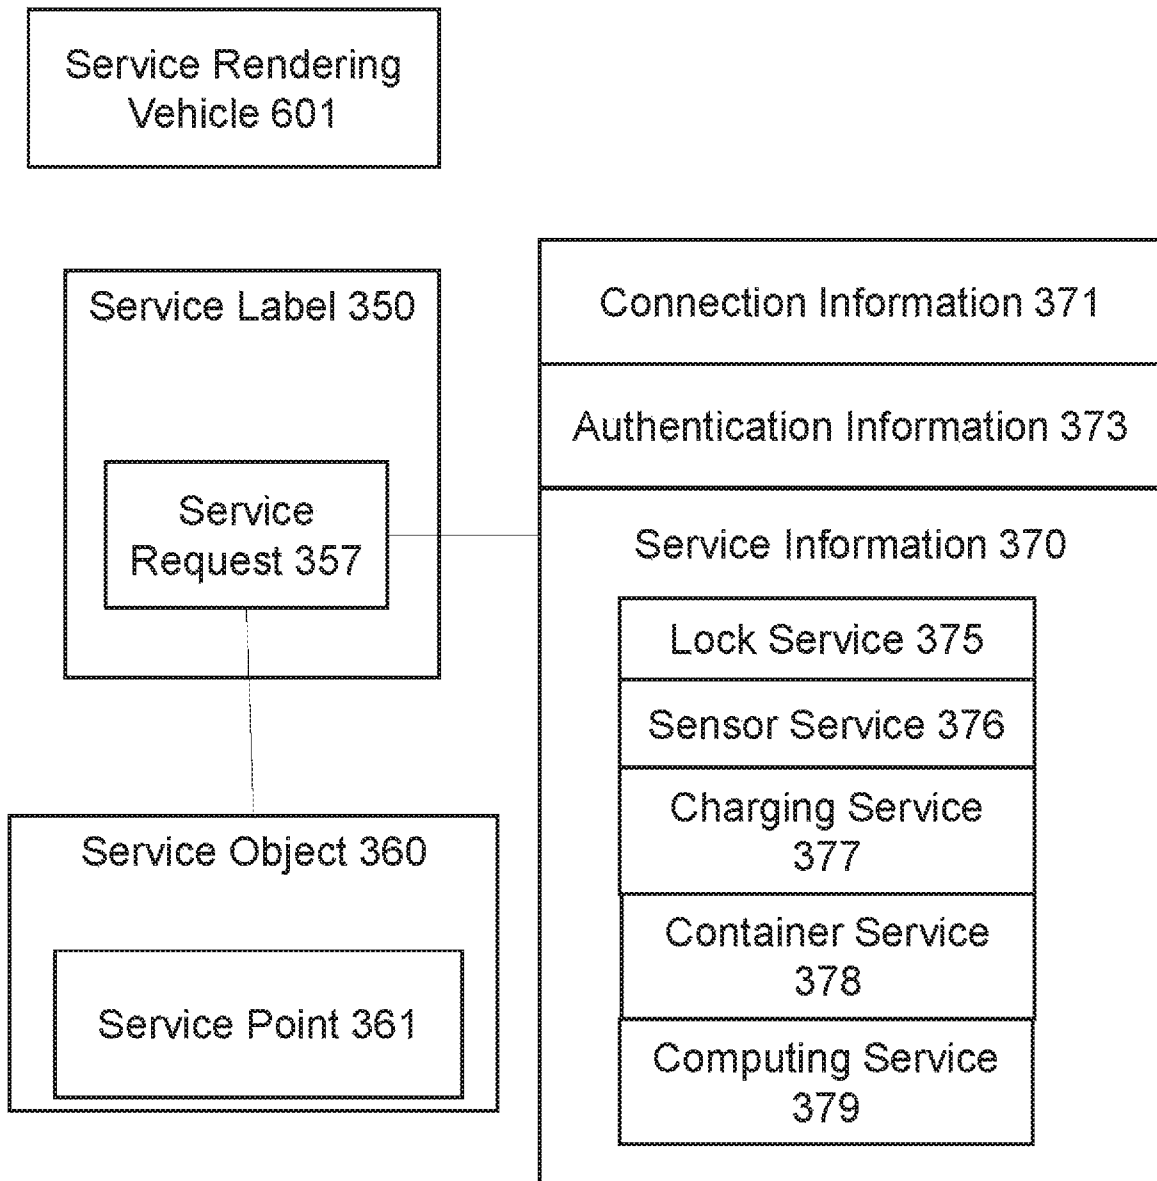 Service Rendering
Vehicle 601
Service Label 350
Service
Request 357
Service Object 360
Service Point 361
Connection Information 371
Authentication Information 373
Service Information 370
Lock Service 375
Sensor Service 376
Charging Service
377
Container Service
378
Computing Service
379